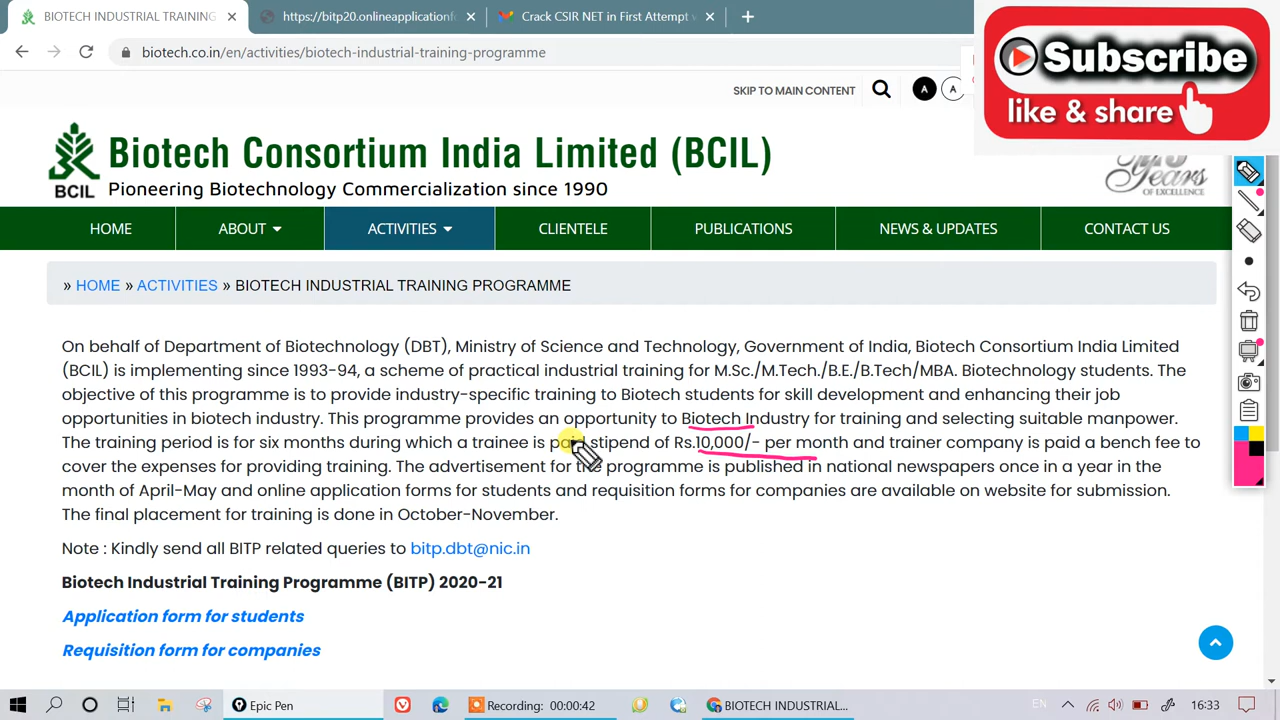 BIOTECH INDUSTRIAL TRAINING
https://bitp20.onlineapplicationf
Crack CSIR NET in First Attempt
biotech.co.in/en/activities/biotech-industrial-training-programme
Subscribe
like & share
SKIP TO MAIN CONTENT
A
A
Biotech Consortium India Limited (BCIL)
Pioneering Biotechnology Commercialization since 1990
BCIL
Years
OF EXCELLENCE
HOME
ABOUT
ACTIVITIES
CLIENTELE
PUBLICATIONS
NEWS & UPDATES
CONTACT US
» HOME » ACTIVITIES » BIOTECH INDUSTRIAL TRAINING PROGRAMME
On behalf of Department of Biotechnology (DBT), Ministry of Science and Technology, Government of India, Biotech Consortium India Limited
(BCIL) is implementing since 1993-94, a scheme of practical industrial training for M.Sc./M.Tech./B.E./B.Tech/MBA. Biotechnology students. The
objective of this programme is to provide industry-specific training to Biotech students for skill development and enhancing their job
opportunities in biotech industry. This programme provides an opportunity to Biotech Industry for training and selecting suitable manpower.
The training period is for six months during which a trainee is paid stipend of Rs.10,000/- per month and trainer company is paid a bench fee to
cover the expenses for providing training. The advertisement for the programme is published in national newspapers once in a year in the
month of April-May and online application forms for students and requisition forms for companies are available on website for submission.
The final placement for training is done in October-November.
Note : Kindly send all BITP related queries to bitp.dbt@nic.in
Biotech Industrial Training Programme (BITP) 2020-21
Application form for students
Requisition form for companies
Epic Pen
Recording: 00:00:42
BIOTECH INDUSTRIAL...
EN
16:33